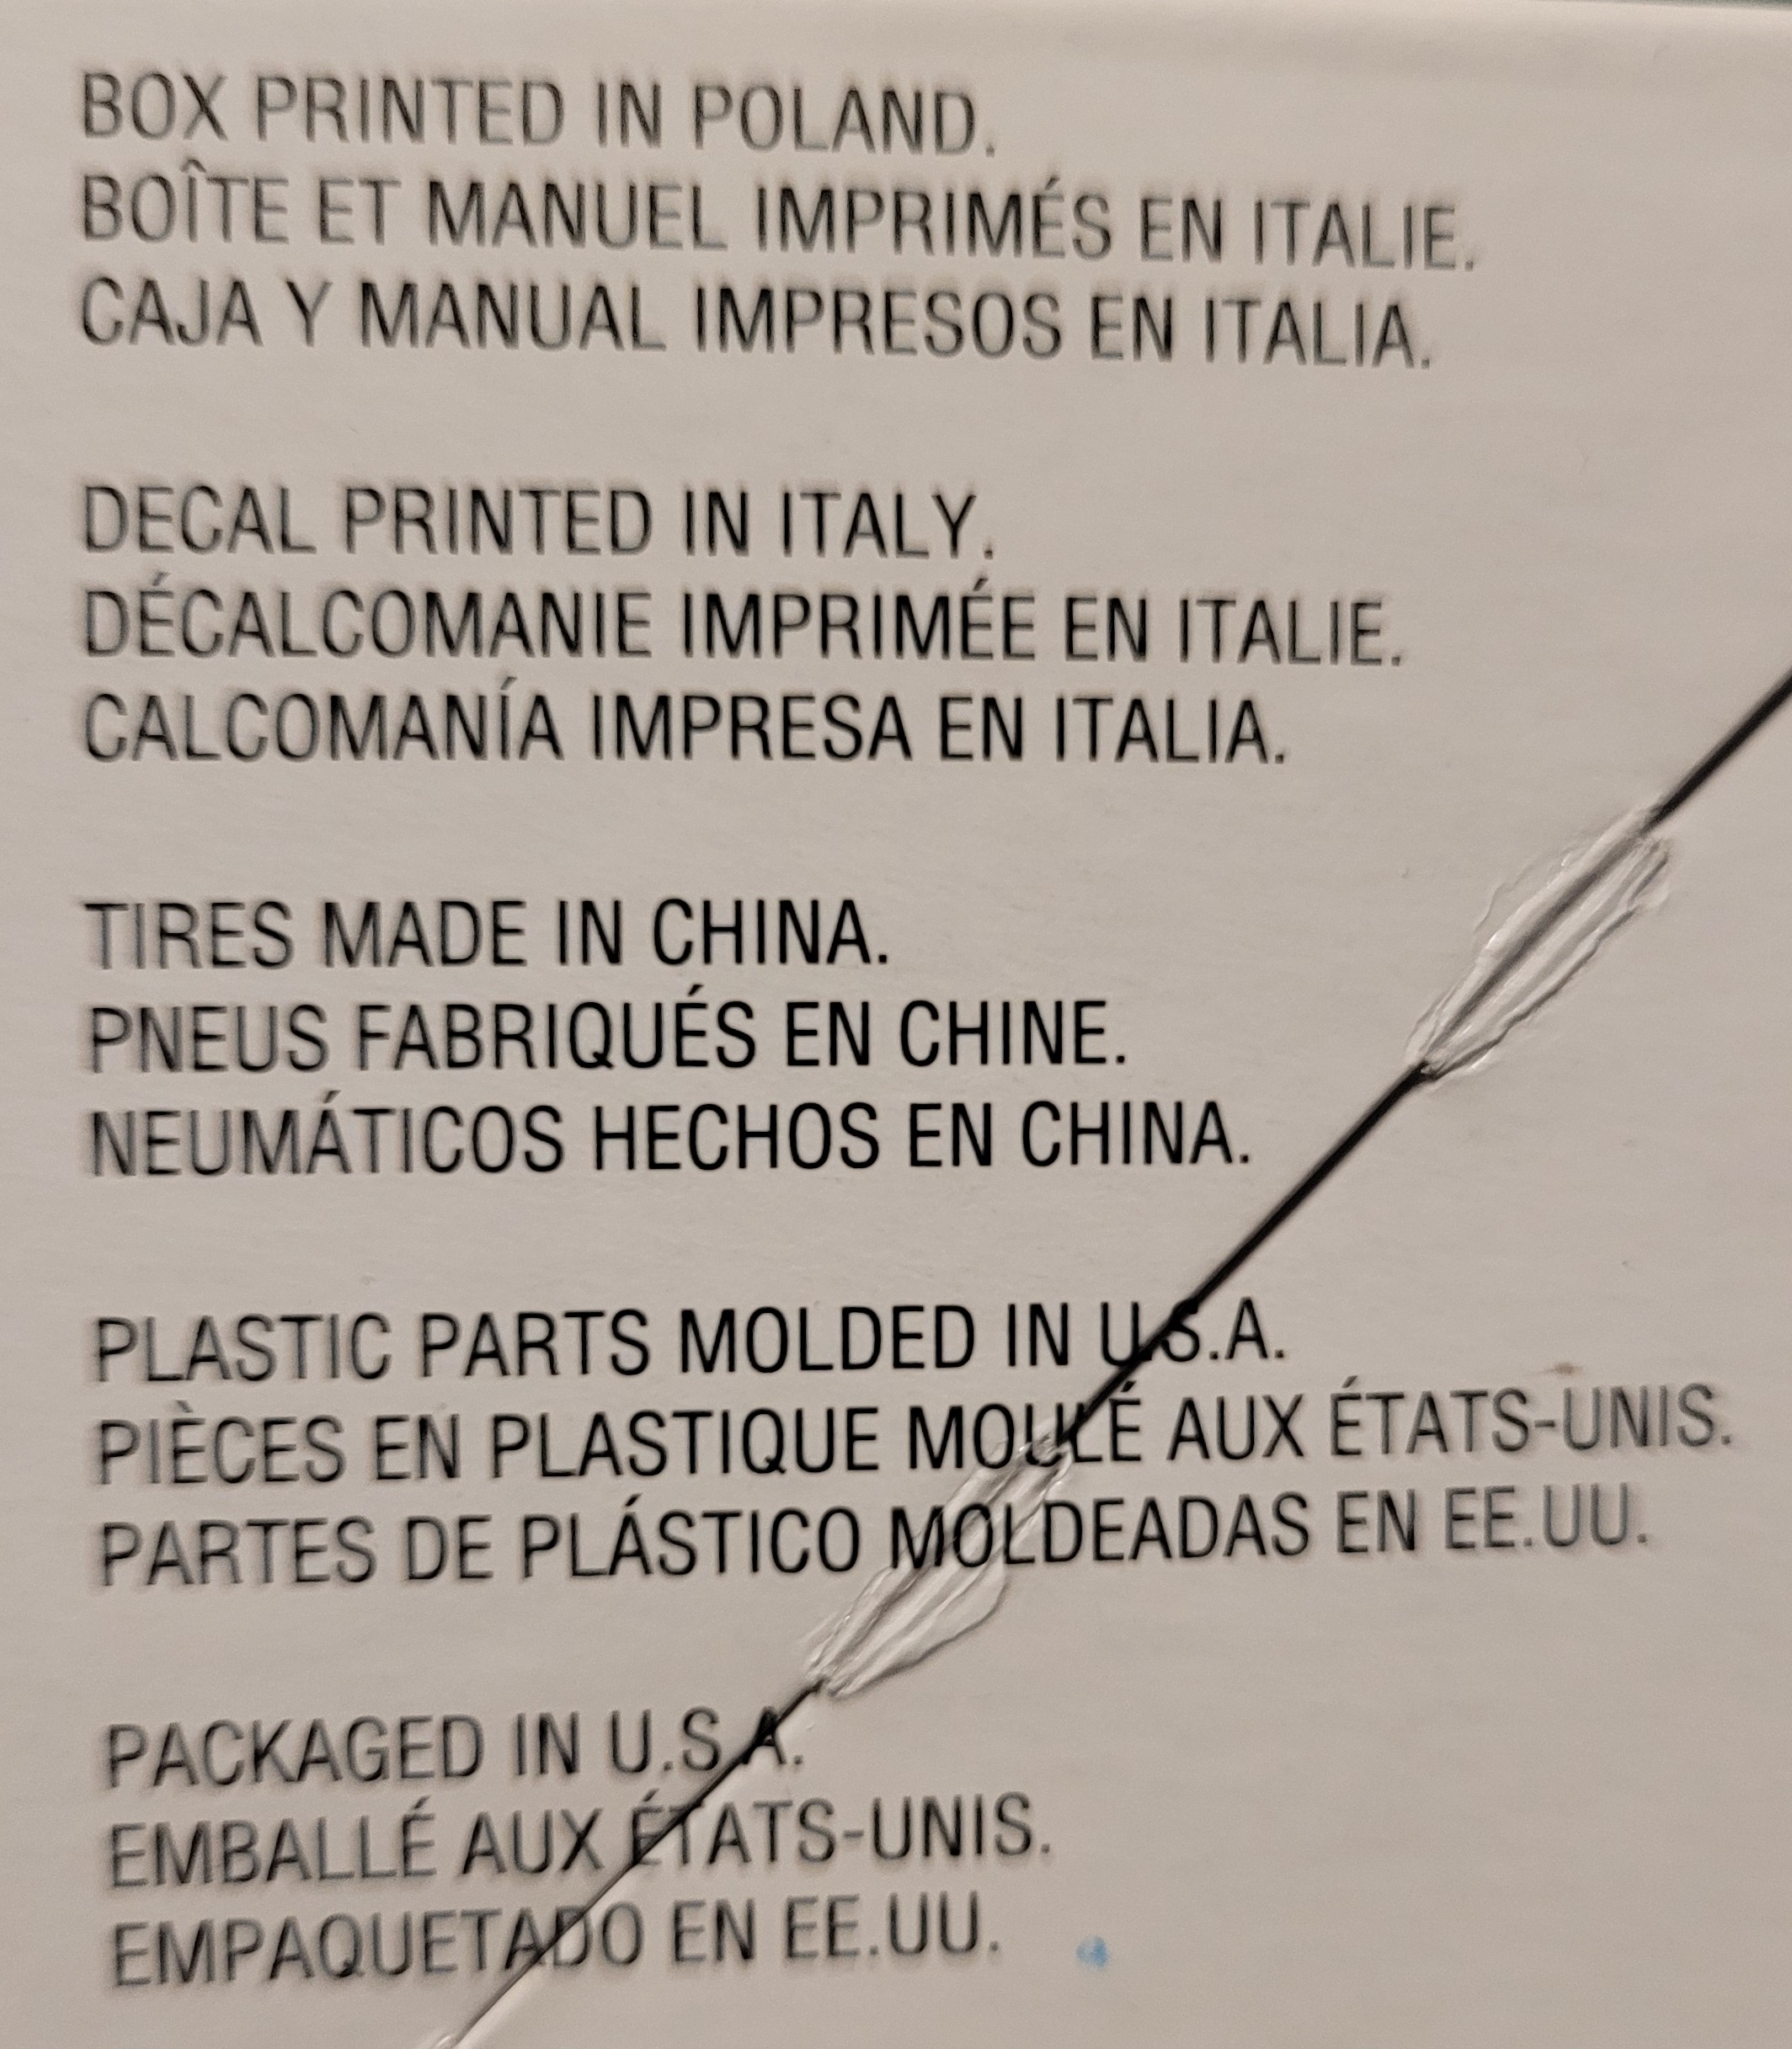 BOX PRINTED IN POLAND.
BOÎTE ET MANUEL IMPRIMÉS EN ITALIE.
CAJA Y MANUAL IMPRESOS EN ITALIA.
DECAL PRINTED IN ITALY.
DÉCALCOMANIE IMPRIMÉE EN ITALIE.
CALCOMANÍA IMPRESA EN ITALIA.
TIRES MADE IN CHINA.
PNEUS FABRIQUÉS EN CHINE.
NEUMÁTICOS HECHOS EN CHINA.
PLASTIC PARTS MOLDED IN U.S.A.
PIÈCES EN PLASTIQUE MOULÉ AUX ÉTATS-UNIS.
PARTES DE PLÁSTICO MOLDEADAS EN EE.UU.
PACKAGED IN U.S.A.
EMBALLÉ AUX ÉTATS-UNIS.
EMPAQUETADO EN EE.UU.